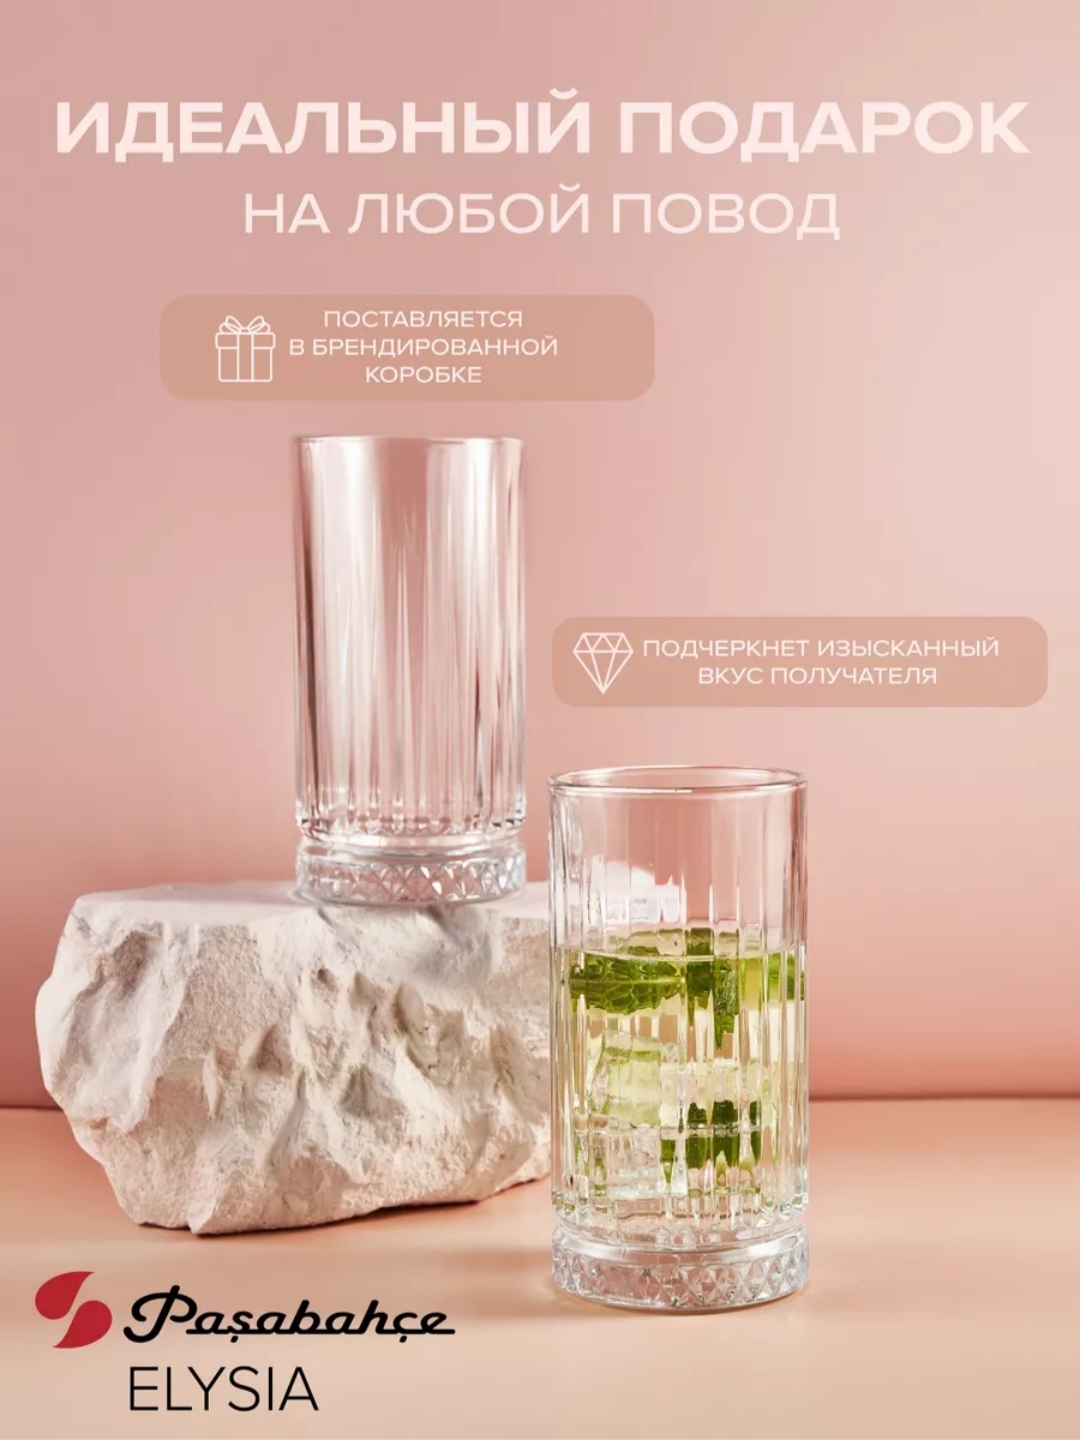 ИДЕАЛЬНЫЙ ПОДАРОК
НА ЛЮБОЙ ПОВОД
ПОСТАВЛЯЕТСЯ
В БРЕНДИРОВАННОЙ
КОРОБКЕ
ПОДЧЕРКНЕТ ИЗЫСКАННЫЙ
ВКУС ПОЛУЧАТЕЛЯ
Paşabahçe
ELYSIA